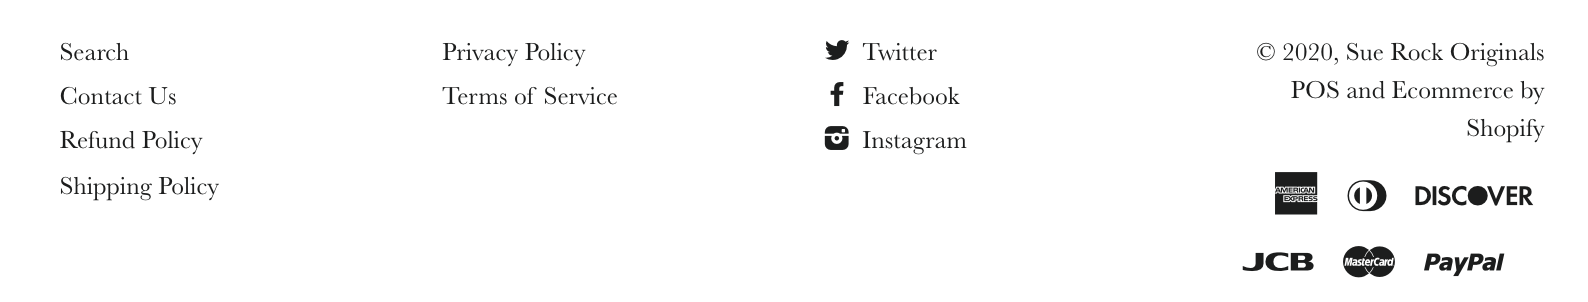 Search
Contact Us
Refund Policy
Shipping Policy
Privacy Policy
Terms of Service
Twitter
Facebook
Instagram
© 2020, Sue Rock Originals
POS and Ecommerce by
Shopify
AMERICAN
EXPRESS
DISCOVER
JCB
MasterCard
PayPal